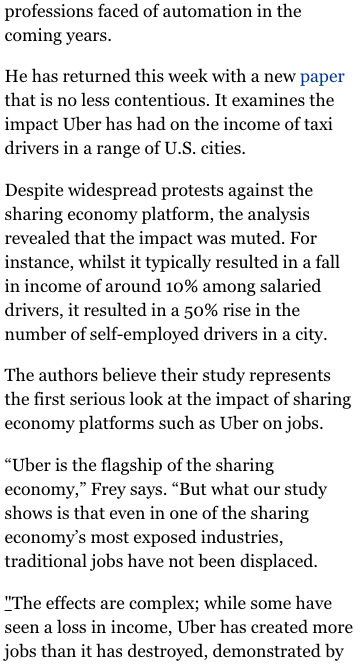 professions faced of automation in the
coming years.
He has returned this week with a new paper
that is no less contentious. It examines the
impact Uber has had on the income of taxi
drivers in a range of U.S. cities.
Despite widespread protests against the
sharing economy platform, the analysis
revealed that the impact was muted. For
instance, whilst it typically resulted in a fall
in income of around 10% among salaried
drivers, it resulted in a 50% rise in the
number of self-employed drivers in a city.
The authors believe their study represents
the first serious look at the impact of sharing
economy platforms such as Uber on jobs.
“Uber is the flagship of the sharing
economy,” Frey says. “But what our study
shows is that even in one of the sharing
economy’s most exposed industries,
traditional jobs have not been displaced.
"The effects are complex; while some have
seen a loss in income, Uber has created more
jobs than it has destroyed, demonstrated by